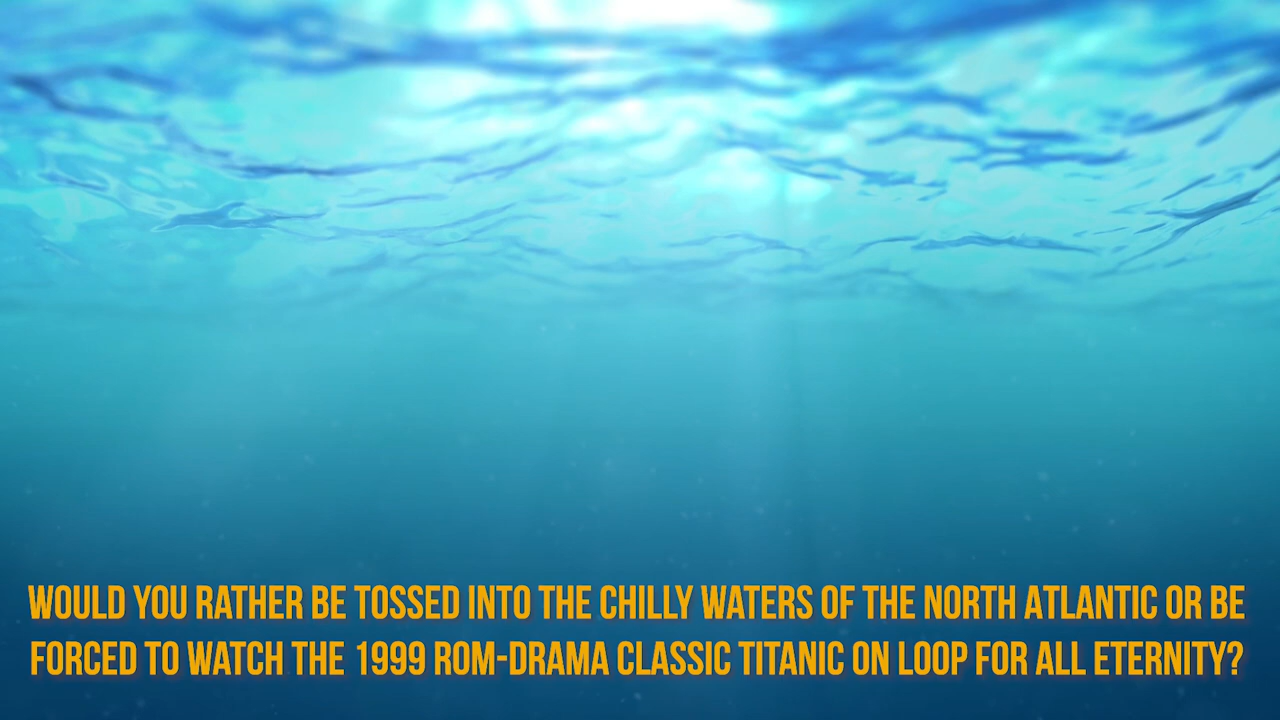 WOULD YOU RATHER BE TOSSED INTO THE CHILLY WATERS OF THE NORTH ATLANTIC OR BE
FORCED TO WATCH THE 1999 ROM-DRAMA CLASSIC TITANIC ON LOOP FOR ALL ETERNITY?